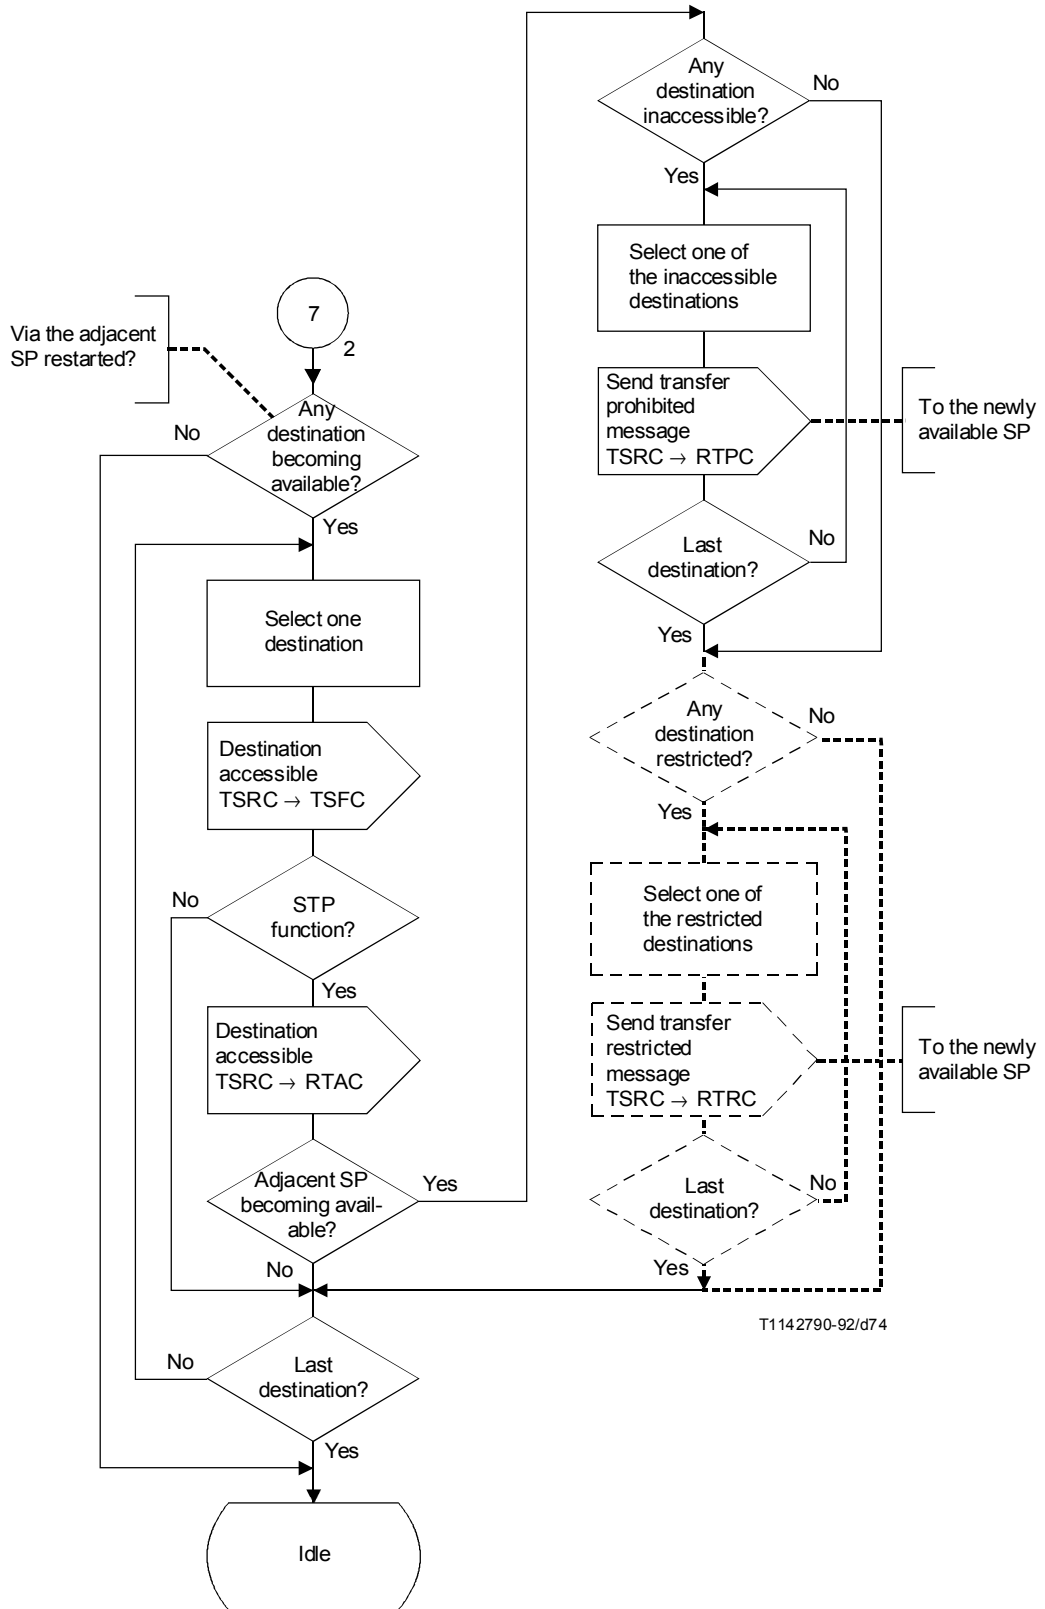 Via the adjacent
SP restarted?
7
2
Any
destination
becoming
available?
No
Yes
Select one
destination
Destination
accessible
TSRC → TSFC
No
STP
function?
Yes
Destination
accessible
TSRC → RTAC
Adjacent SP
becoming avail-
able?
Yes
No
No
Last
destination?
Yes
Idle
Any
destination
inaccessible?
No
Yes
Select one of
the inaccessible
destinations
Send transfer
prohibited
message
TSRC → RTPC
To the newly
available SP
Last
destination?
No
Yes
Any
destination
restricted?
No
Yes
Select one of
the restricted
destinations
Send transfer
restricted
message
TSRC → RTRC
To the newly
available SP
Last
destination?
No
Yes
T1142790-92/d74